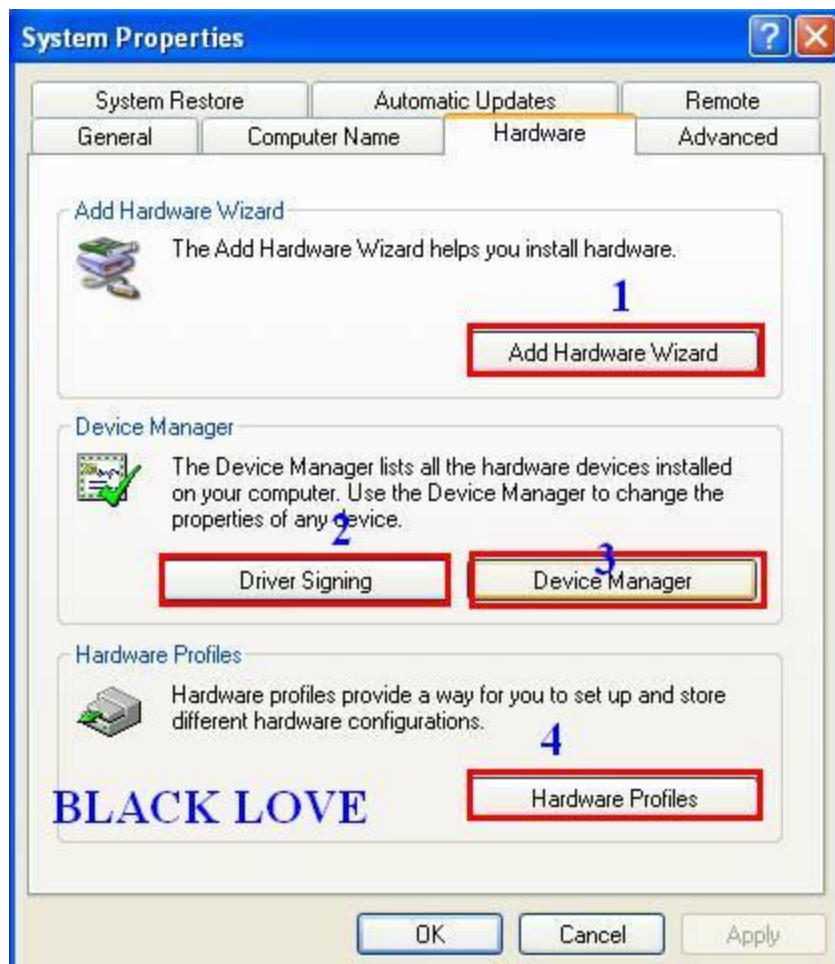 System Properties
System Restore Automatic Updates Remote
General Computer Name Hardware Advanced
Add Hardware Wizard
The Add Hardware Wizard helps you install hardware.
1
Add Hardware Wizard
Device Manager
The Device Manager lists all the hardware devices installed
on your computer. Use the Device Manager to change the
properties of any device.
2
3
Driver Signing Device Manager
Hardware Profiles
Hardware profiles provide a way for you to set up and store
different hardware configurations.
4
Hardware Profiles
BLACK LOVE
OK Cancel Apply